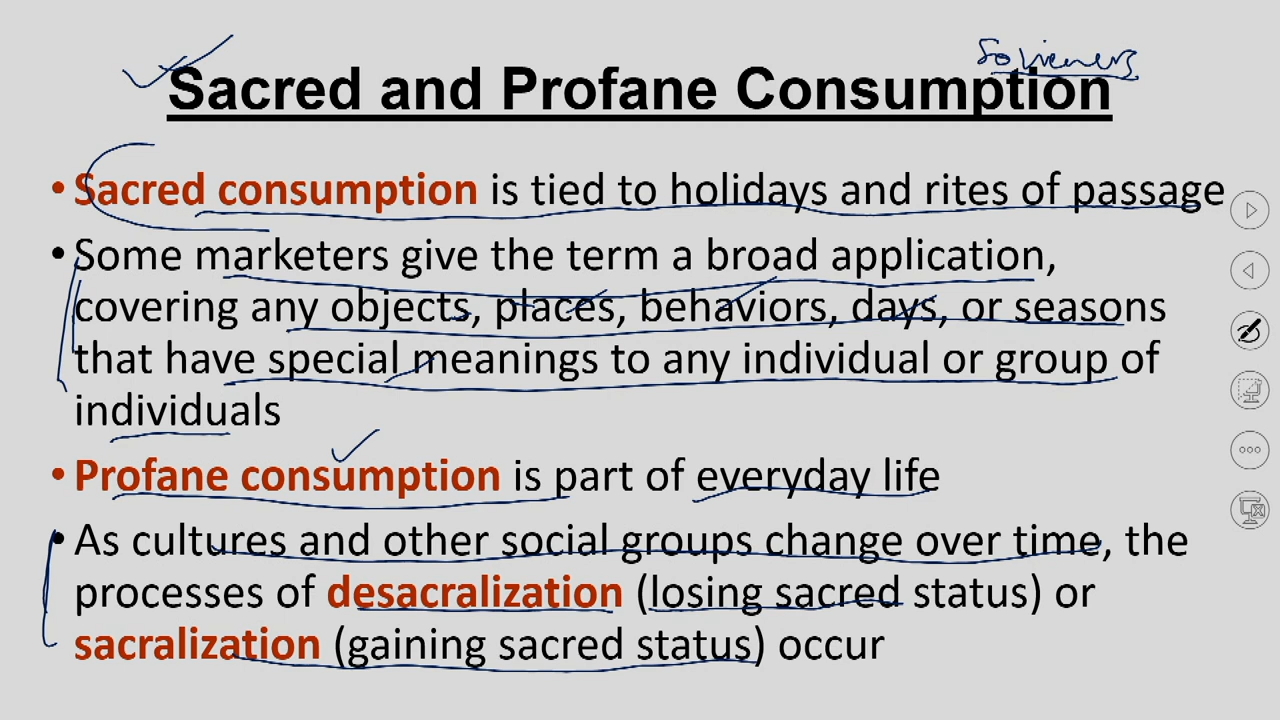 Sovieners
Sacred and Profane Consumption
• Sacred consumption is tied to holidays and rites of passage
• Some marketers give the term a broad application,
covering any objects, places, behaviors, days, or seasons
that have special meanings to any individual or group of
individuals
• Profane consumption is part of everyday life
• As cultures and other social groups change over time, the
processes of desacralization (losing sacred status) or
sacralization (gaining sacred status) occur